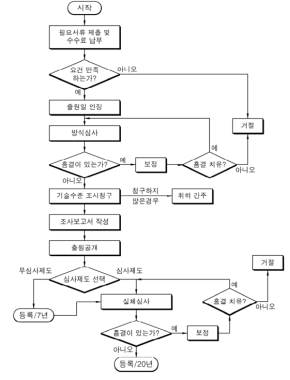 시작
필요서류 제출 및
수수료 납부
요건 만족
하는가?
아니오
예
출원일 인정
거절
방식심사
예
흠결이 있는가?
예
보정
흠결 치유?
아니오
아니오
기술수준 조사청구
청구하지
않은경우
취하 간주
조사보고서 작성
출원공개
거절
무심사제도
심사제도 선택
심사제도
예
등록/7년
실체심사
흠결 치유?
아니오
흠결이 있는가?
예
보정
아니오
등록/20년